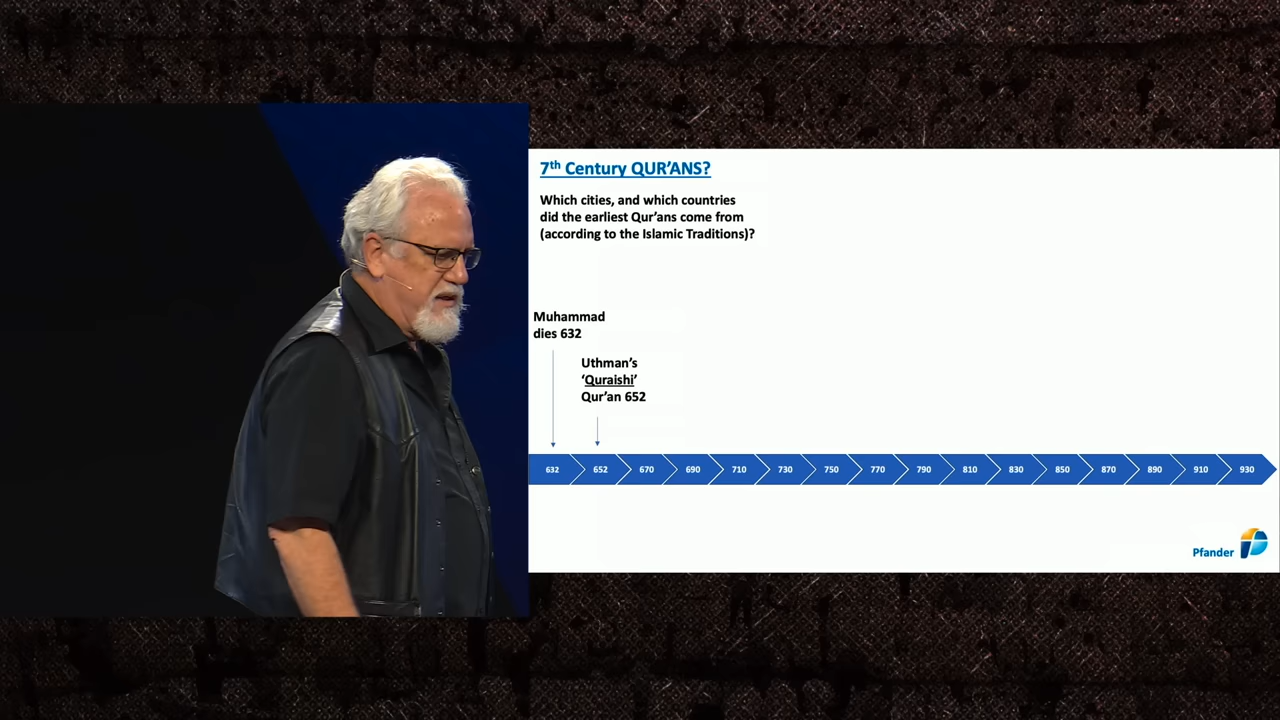 7th Century QUR'ANS?
Which cities, and which countries
did the earliest Qur'ans come from
(according to the Islamic Traditions)?
Muhammad
dies 632
Uthman's
‘Quraishi’
Qur'an 652
632 652 670 690 710 730 750 770 790 810 830 850 870 890 910 930
Pfander